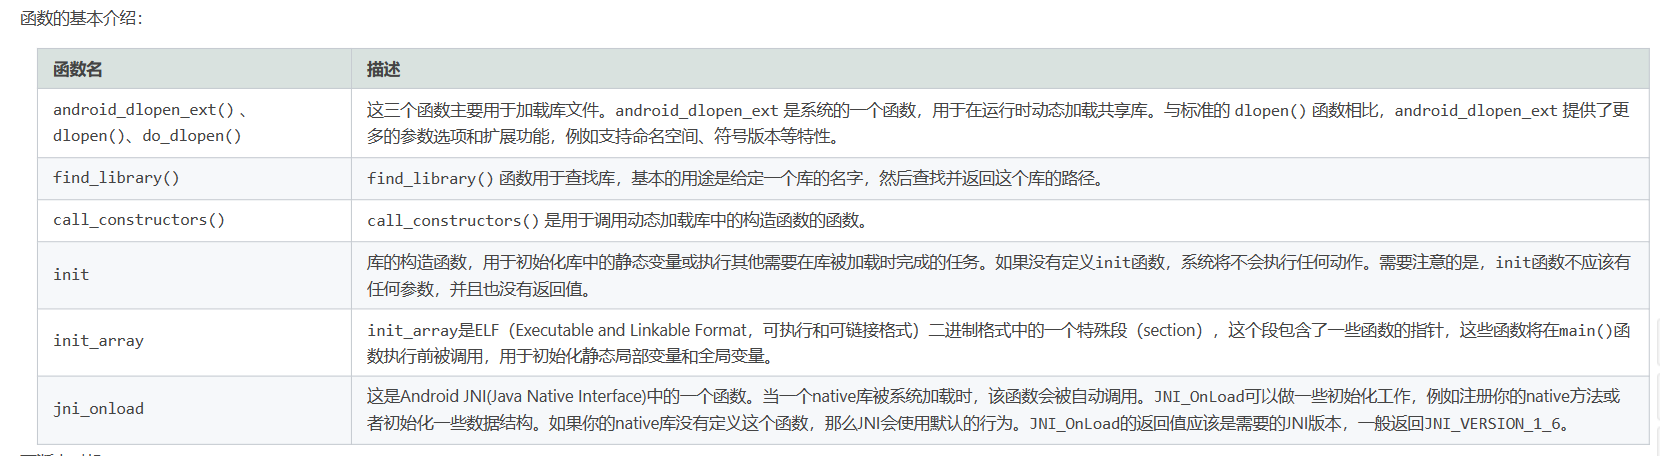 函数的基本介绍：
函数名
描述
android_dlopen_ext() 、
dlopen()、do_dlopen()
这三个函数主要用于加载库文件。android_dlopen_ext 是系统的一个函数，用于在运行时动态加载共享库。与标准的 dlopen() 函数相比，android_dlopen_ext 提供了更
多的参数选项和扩展功能，例如支持命名空间、符号版本等特性。
find_library()
find_library() 函数用于查找库，基本的用途是给定一个库的名字，然后查找并返回这个库的路径。
call_constructors()
call_constructors() 是用于调用动态加载库中的构造函数的函数。
init
库的构造函数，用于初始化库中的静态变量或执行其他需要在库被加载时完成的任务。如果没有定义init函数，系统将不会执行任何动作。需要注意的是，init函数不应该有
任何参数，并且也没有返回值。
init_array
init_array是ELF（Executable and Linkable Format，可执行和可链接格式）二进制格式中的一个特殊段（section），这个段包含了一些函数的指针，这些函数将在main()函
数执行前被调用，用于初始化静态局部变量和全局变量。
jni_onload
这是Android JNI(Java Native Interface)中的一个函数。当一个native库被系统加载时，该函数会被自动调用。JNI_OnLoad可以做一些初始化工作，例如注册你的native方法或
者初始化一些数据结构。如果你的native库没有定义这个函数，那么JNI会使用默认的行为。JNI_OnLoad的返回值应该是需要的JNI版本，一般返回JNI_VERSION_1_6。